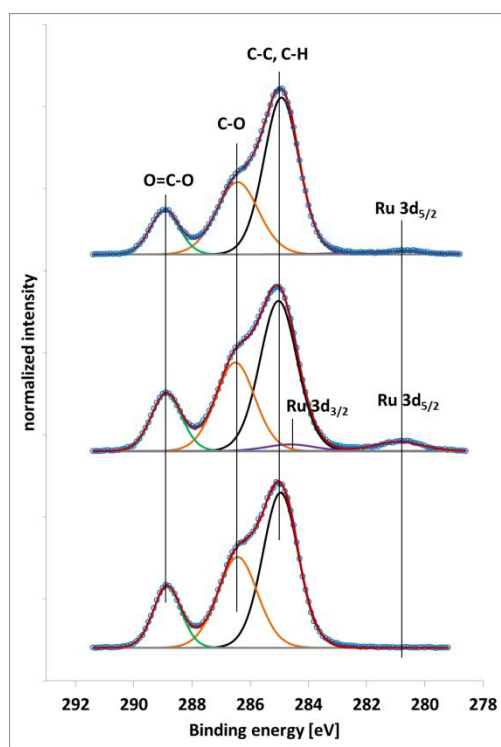 C-C, C-H
C-O
O=C-O
Ru 3d5/2
Ru 3d3/2
Ru 3d5/2
normalized intensity
292 290 288 286 284 282 280 278
Binding energy [eV]